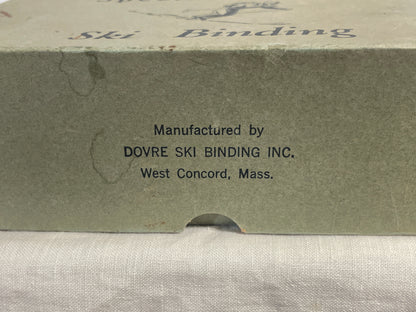 Ski Binding
Manufactured by
DOVRE SKI BINDING INC.
West Concord, Mass.